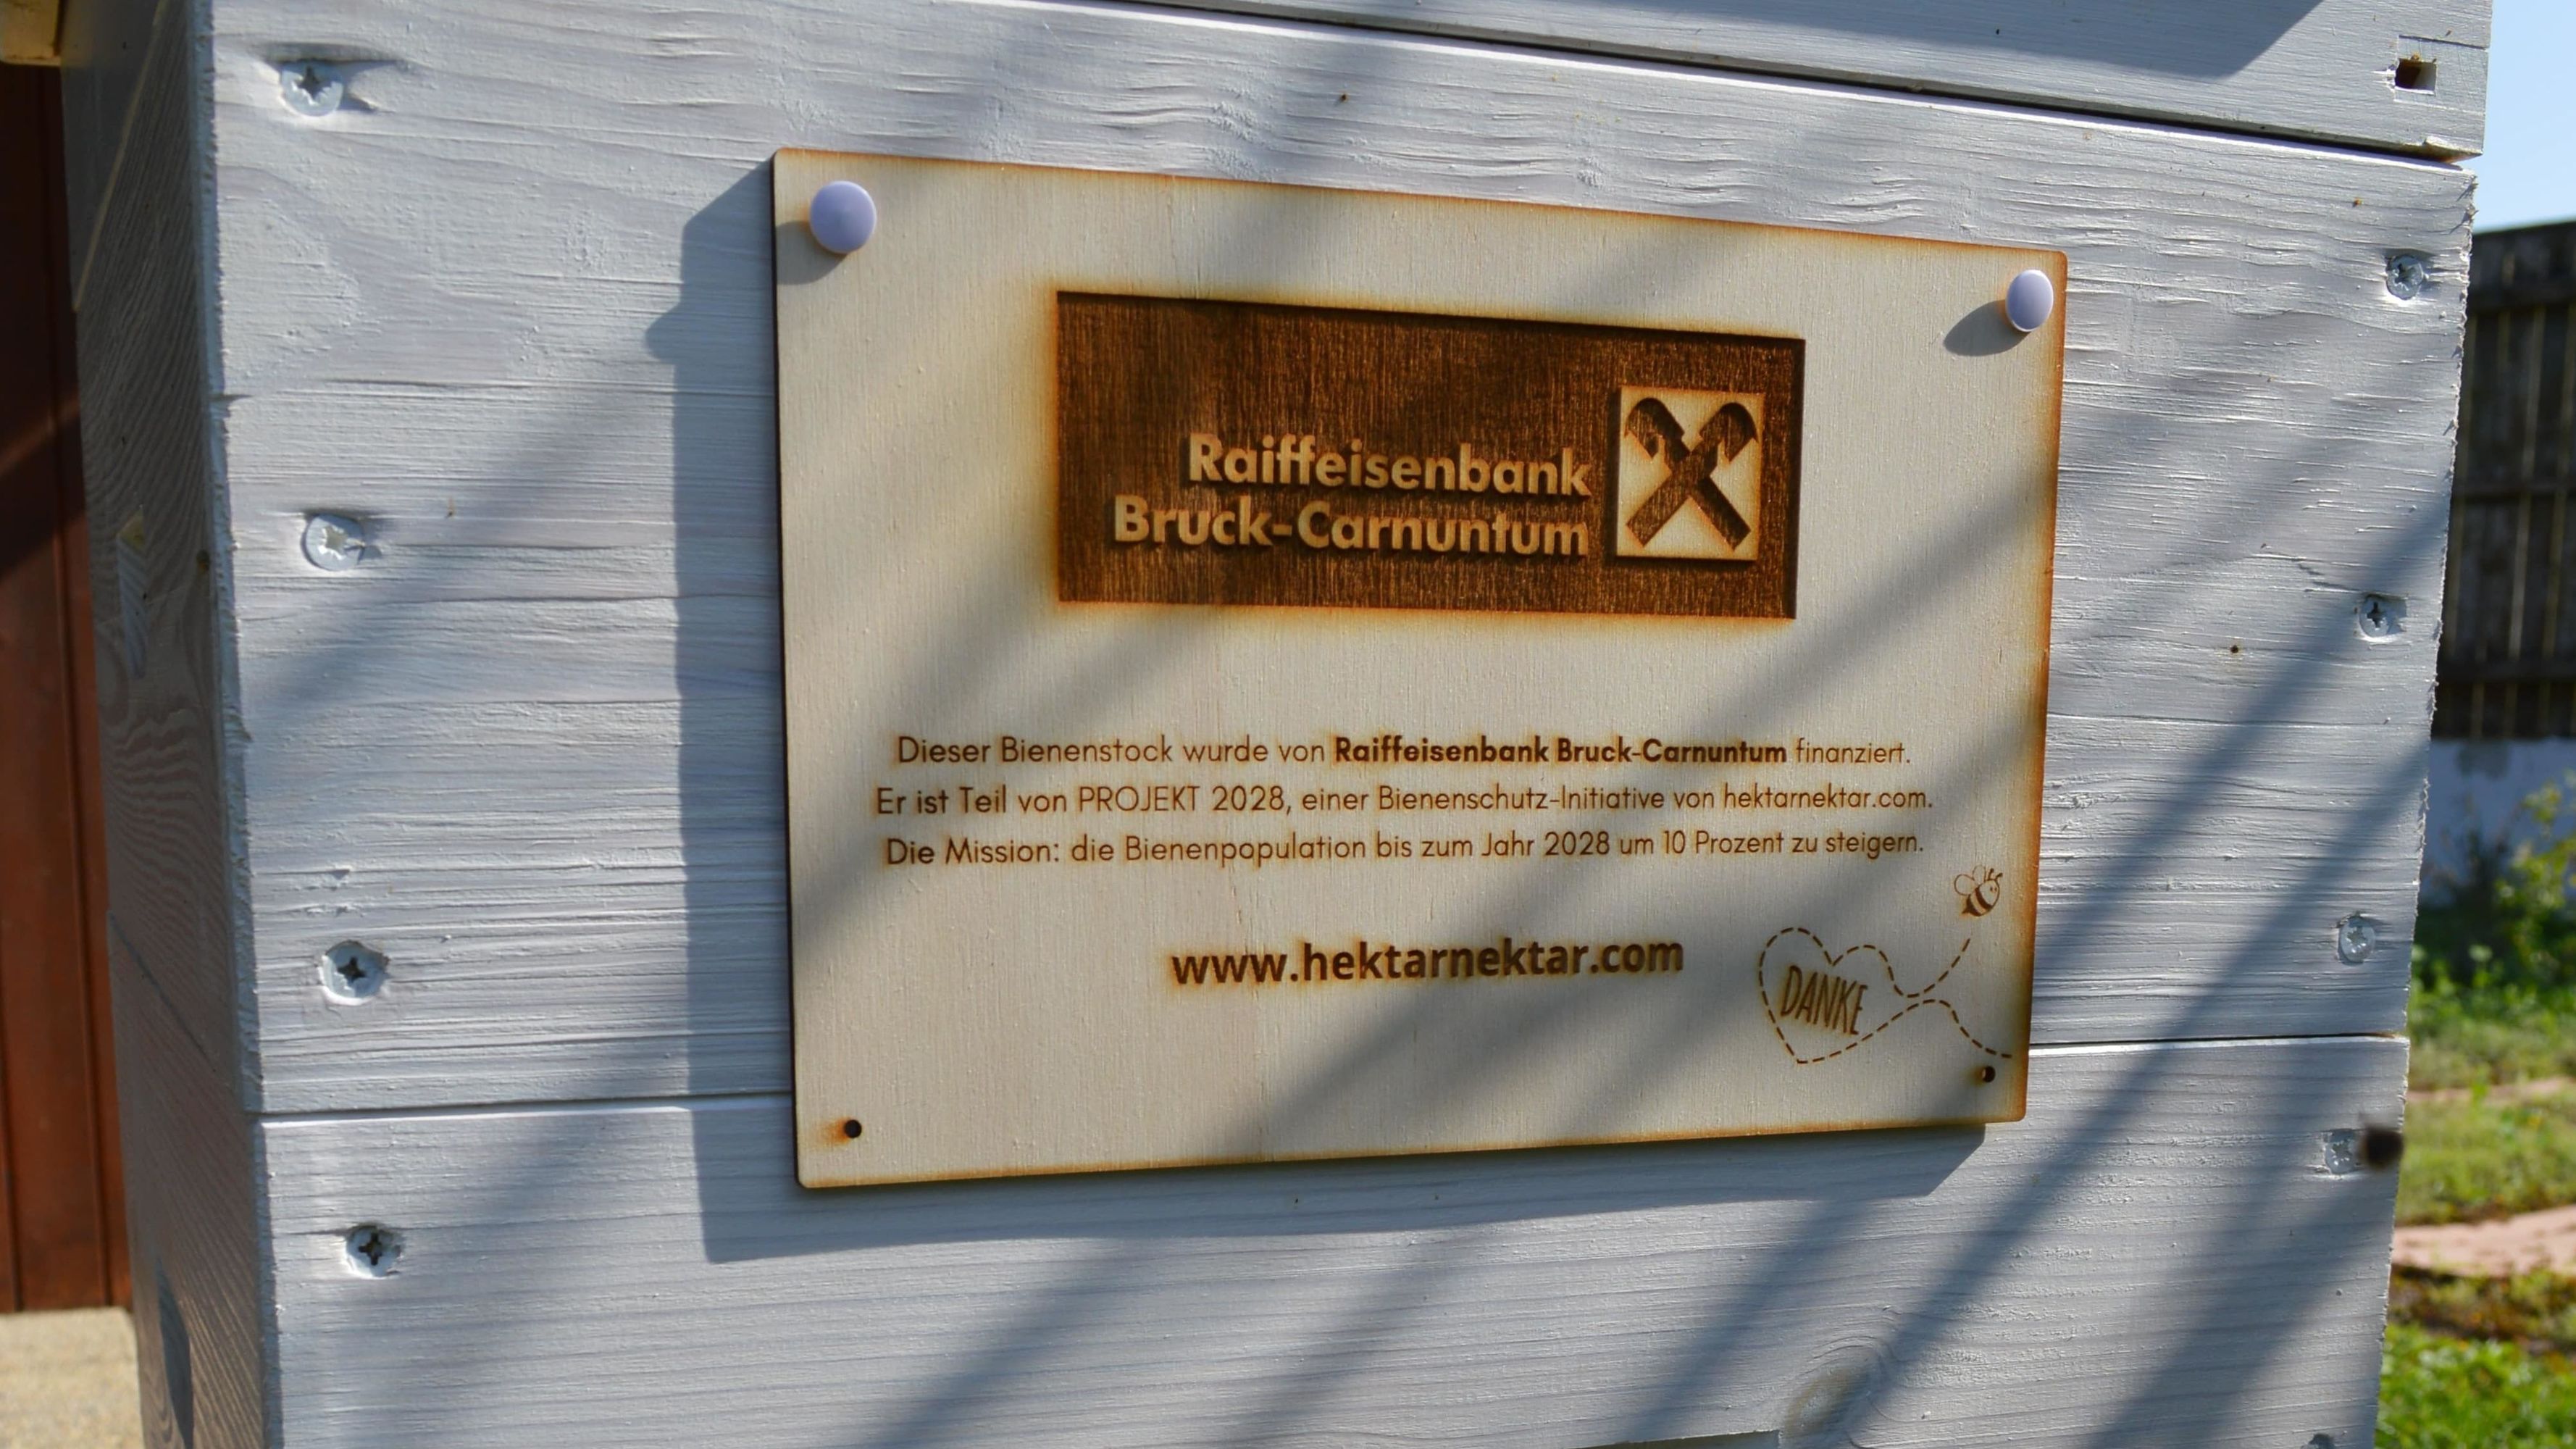 Raiffeisenbank
Bruck-Carnuntum
Dieser Bienenstock wurde von Raiffeisenbank Bruck-Carnuntum finanziert.
Er ist Teil von PROJEKT 2028, einer Bienenschutz-Initiative von hektarnektar.com.
Die Mission: die Bienenpopulation bis zum Jahr 2028 um 10 Prozent zu steigern.
www.hektarnektar.com
DANKE